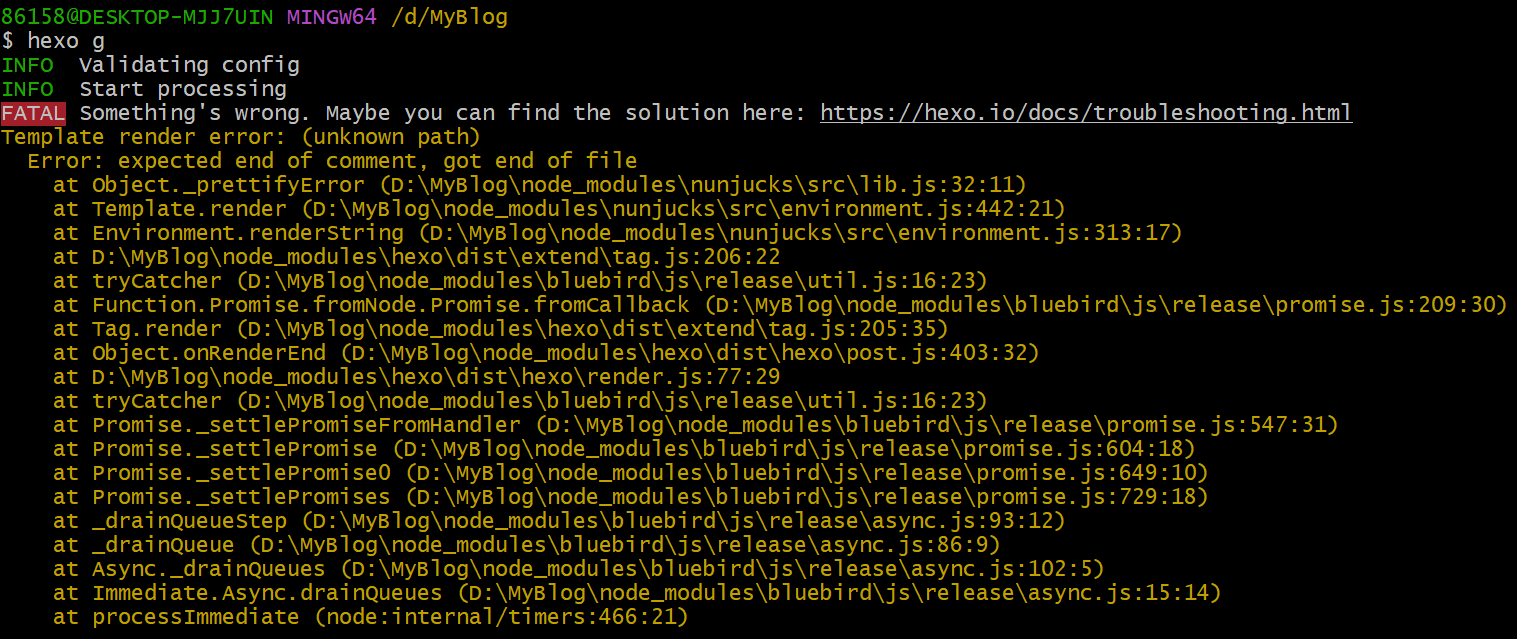 86158@DESKTOP-MJJ7UIN MINGW64 /d/MyBlog
$ hexo g
INFO  Validating config
INFO  Start processing
FATAL Something's wrong. Maybe you can find the solution here: https://hexo.io/docs/troubleshooting.html
Template render error: (unknown path)
  Error: expected end of comment, got end of file
    at Object._prettifyError (D:\MyBlog\node_modules\nunjucks\src\lib.js:32:11)
    at Template.render (D:\MyBlog\node_modules\nunjucks\src\environment.js:442:21)
    at Environment.renderString (D:\MyBlog\node_modules\nunjucks\src\environment.js:313:17)
    at D:\MyBlog\node_modules\hexo\dist\extend\tag.js:206:22
    at tryCatcher (D:\MyBlog\node_modules\bluebird\js\release\util.js:16:23)
    at Function.Promise.fromNode.Promise.fromCallback (D:\MyBlog\node_modules\bluebird\js\release\promise.js:209:30)
    at Tag.render (D:\MyBlog\node_modules\hexo\dist\extend\tag.js:205:35)
    at Object.onRenderEnd (D:\MyBlog\node_modules\hexo\dist\hexo\post.js:403:32)
    at D:\MyBlog\node_modules\hexo\dist\hexo\render.js:77:29
    at tryCatcher (D:\MyBlog\node_modules\bluebird\js\release\util.js:16:23)
    at Promise._settlePromiseFromHandler (D:\MyBlog\node_modules\bluebird\js\release\promise.js:547:31)
    at Promise._settlePromise (D:\MyBlog\node_modules\bluebird\js\release\promise.js:604:18)
    at Promise._settlePromise0 (D:\MyBlog\node_modules\bluebird\js\release\promise.js:649:10)
    at Promise._settlePromises (D:\MyBlog\node_modules\bluebird\js\release\promise.js:729:18)
    at _drainQueueStep (D:\MyBlog\node_modules\bluebird\js\release\async.js:93:12)
    at _drainQueue (D:\MyBlog\node_modules\bluebird\js\release\async.js:86:9)
    at Async._drainQueues (D:\MyBlog\node_modules\bluebird\js\release\async.js:102:5)
    at Immediate.Async.drainQueues (D:\MyBlog\node_modules\bluebird\js\release\async.js:15:14)
    at processImmediate (node:internal/timers:466:21)